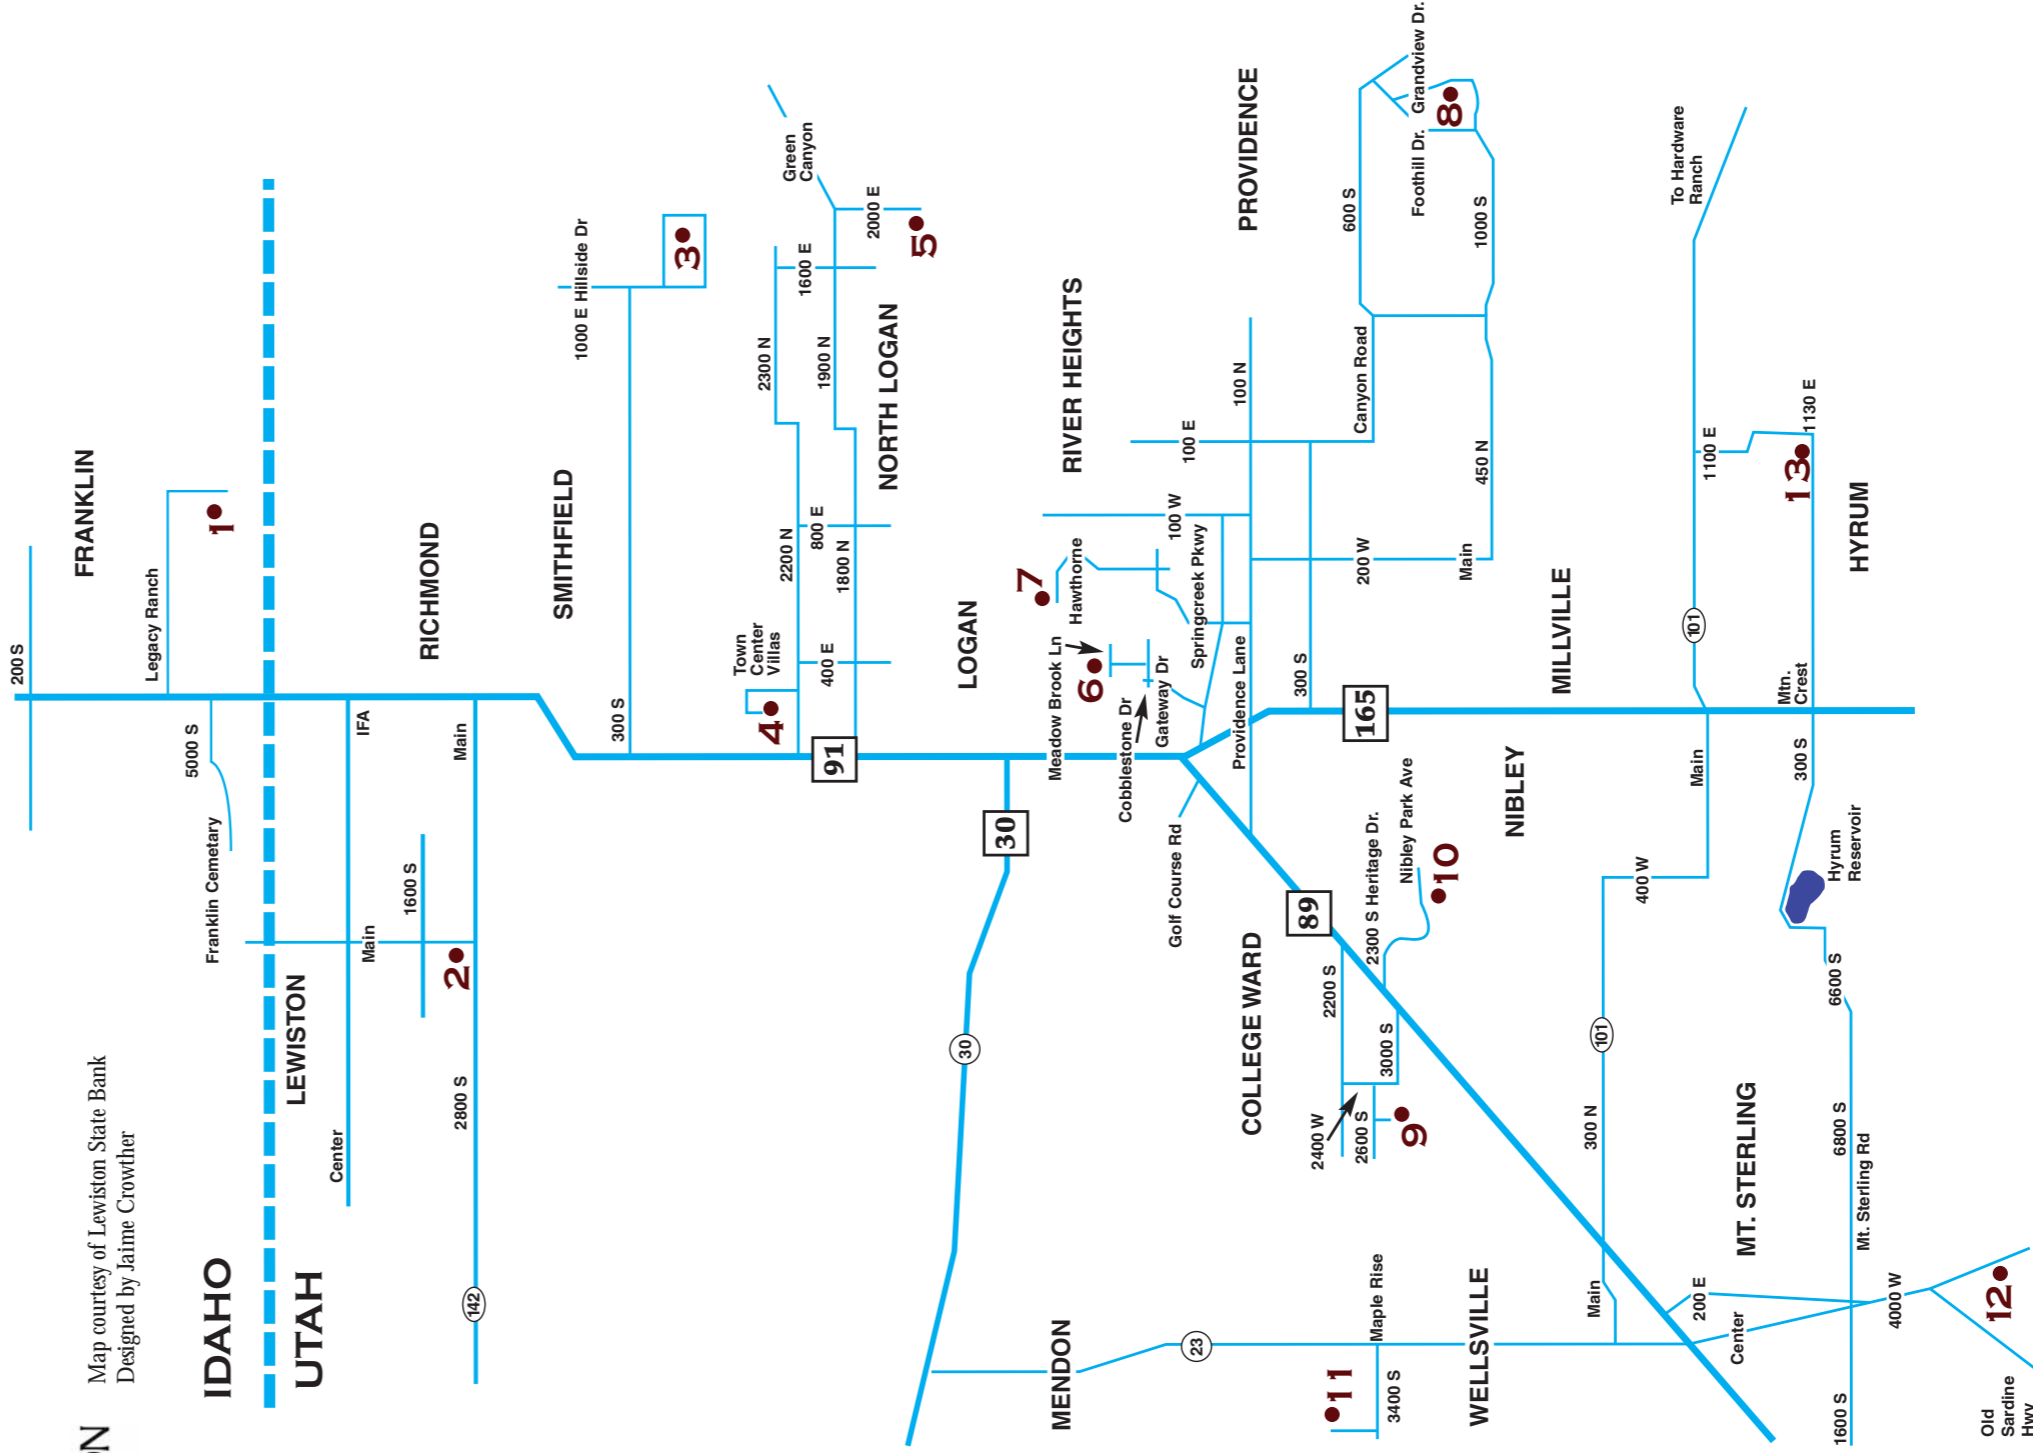 ON
Map courtesy of Lewiston State Bank
Designed by Jaime Crowther
IDAHO
UTAH
FRANKLIN
200 S
Legacy Ranch
1
5000 S
Franklin Cemetary
LEWISTON
Center
IFA
Main
RICHMOND
1600 S
2
Main
2800 S
142
SMITHFIELD
300 S
1000 E Hillside Dr
3
Green
Canyon
2000 E
5
1600 E
2300 N
1900 N
NORTH LOGAN
2200 N
800 E
1800 N
Town
Center
Villas
4
400 E
91
LOGAN
30
30
MENDON
23
RIVER HEIGHTS
7
Hawthorne
100 W
Springcreek Pkwy
Meadow Brook Ln
6
Cobblestone Dr
Gateway Dr
Golf Course Rd
Providence Lane
100 E
100 N
PROVIDENCE
600 S
Canyon Road
Foothill Dr.
Grandview Dr.
8
1000 S
450 N
200 W
Main
300 S
165
89
COLLEGE WARD
2200 S
2300 S Heritage Dr.
Nibley Park Ave
10
3000 S
2400 W
2600 S
9
NIBLEY
MILLVILLE
To Hardware
Ranch
1100 E
1130 E
13
101
HYRUM
Mtn.
Crest
Main
300 S
400 W
Hyrum
Reservoir
6600 S
101
300 N
MT. STERLING
6800 S
Mt. Sterling Rd
Maple Rise
11
3400 S
WELLSVILLE
Main
200 E
Center
4000 W
12
1600 S
Old
Sardine
Hwy